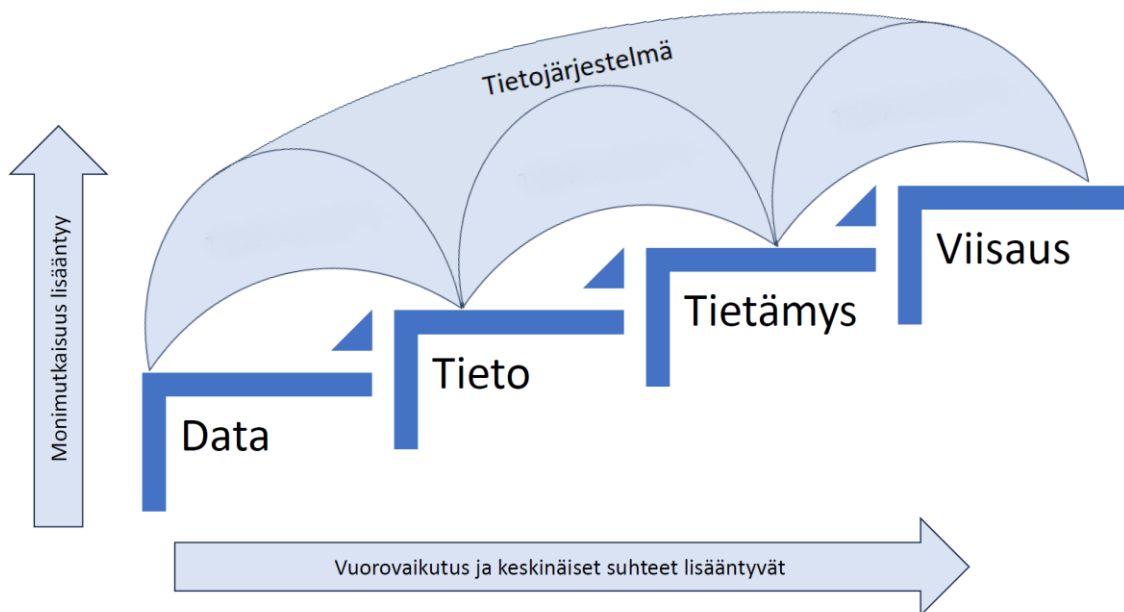 Tietojärjestelmä
Monimutkaisuus lisääntyy
Viisaus
Tietämys
Tieto
Data
Vuorovaikutus ja keskinäiset suhteet lisääntyvät